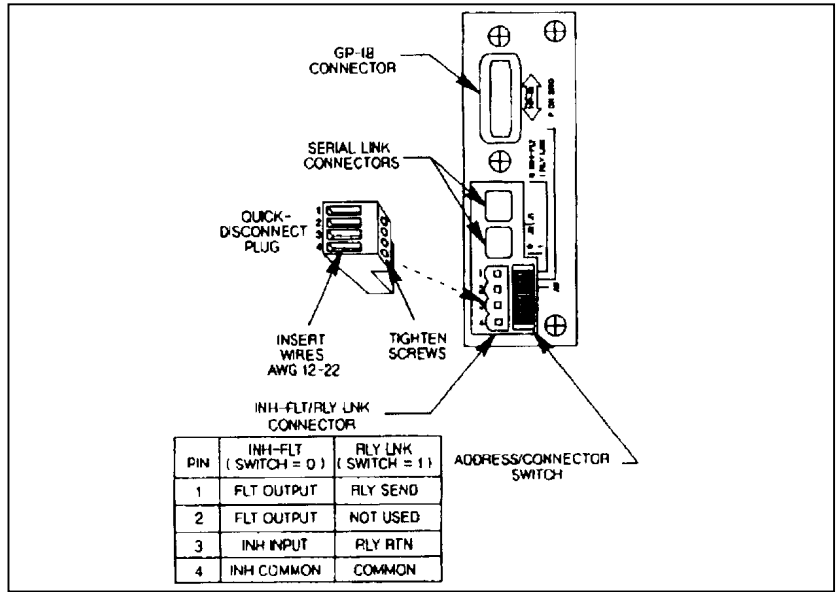 GP-IB
CONNECTOR
SERIAL LINK
CONNECTORS
QUICK-
DISCONNECT
PLUG
1
2
3
4
INSERT
WIRES
AWG 12-22
TIGHTEN
SCREWS
INH-FLT/RLY LNK
CONNECTOR
ADDRESS/CONNECTOR
SWITCH
PIN
INH-FLT
( SWITCH = 0 )
RLY LNK
( SWITCH = 1 )
1 FLT OUTPUT RLY SEND
2 FLT OUTPUT NOT USED
3 INH INPUT RLY RTN
4 INH COMMON COMMON